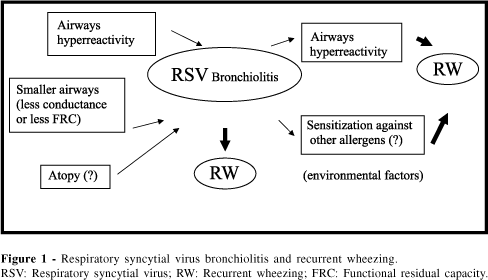 Airways
hyperreactivity
Airways
hyperreactivity
RSV Bronchiolitis
RW
Smaller airways
(less conductance
or less FRC)
Sensitization against
other allergens (?)
Atopy (?)
RW
(environmental factors)
Figure 1 - Respiratory syncytial virus bronchiolitis and recurrent wheezing.
RSV: Respiratory syncytial virus; RW: Recurrent wheezing; FRC: Functional residual capacity.